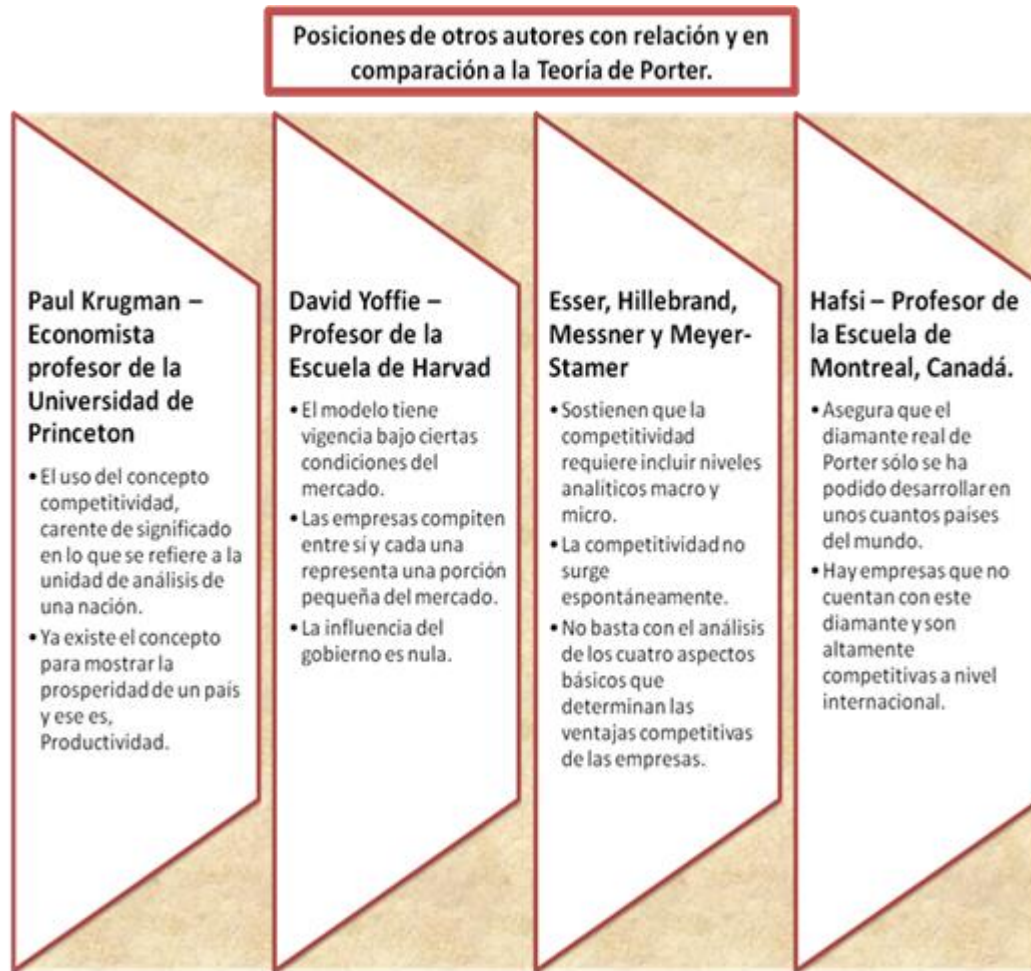 Posiciones de otros autores con relación y en
comparación a la Teoría de Porter.
Paul Krugman –
Economista
profesor de la
Universidad de
Princeton
• El uso del concepto
competitividad,
carente de significado
en lo que se refiere a la
unidad de análisis de
una nación.
• Ya existe el concepto
para mostrar la
prosperidad de un país
y ese es,
Productividad.
David Yoffie –
Profesor de la
Escuela de Harvad
• El modelo tiene
vigencia bajo ciertas
condiciones del
mercado.
• Las empresas compiten
entre sí y cada una
representa una porción
pequeña del mercado.
• La influencia del
gobierno es nula.
Esser, Hillebrand,
Messner y Meyer-
Stamer
• Sostienen que la
competitividad
requiere incluir niveles
analíticos macro y
micro.
• La competitividad no
surge
espontáneamente.
• No basta con el análisis
de los cuatro aspectos
básicos que
determinan las
ventajas competitivas
de las empresas.
Hafsi – Profesor de
la Escuela de
Montreal, Canadá.
• Asegura que el
diamante real de
Porter sólo se ha
podido desarrollar en
unos cuantos países
del mundo.
• Hay empresas que no
cuentan con este
diamante y son
altamente
competitivas a nivel
internacional.